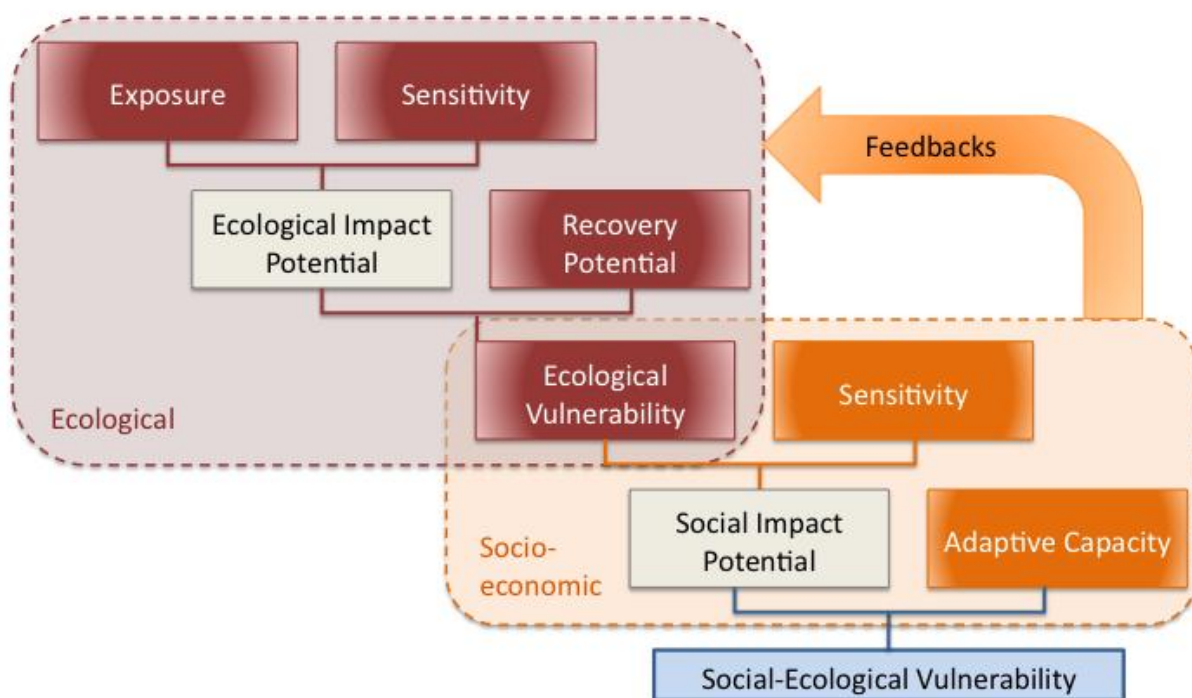 Exposure
Sensitivity
Feedbacks
Ecological Impact
Potential
Recovery
Potential
Ecological
Vulnerability
Sensitivity
Ecological
Social Impact
Potential
Adaptive Capacity
Socio-
economic
Social-Ecological Vulnerability